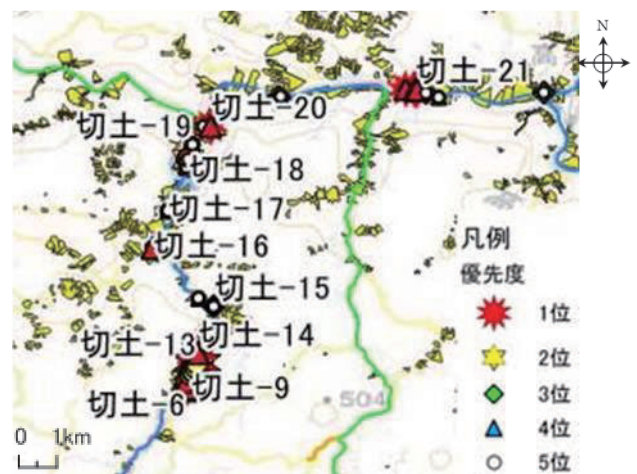 N
切土-21
切土-20
切土-19
切土-18
切土-17
切土-16
切土-15
切土-14
切土-13
切土-9
切土-6
504
0 1km
凡例
優先度
1位
2位
3位
4位
5位